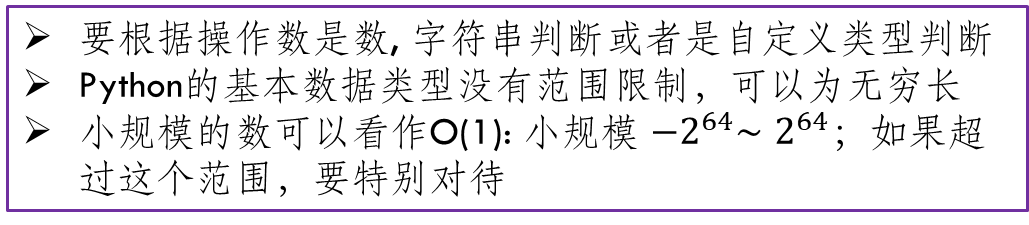 ➢ 要根据操作数是数, 字符串判断或者是自定义类型判断
➢ Python的基本数据类型没有范围限制，可以为无穷长
➢ 小规模的数可以看作O(1): 小规模 −2⁶⁴~ 2⁶⁴；如果超
过这个范围，要特别对待